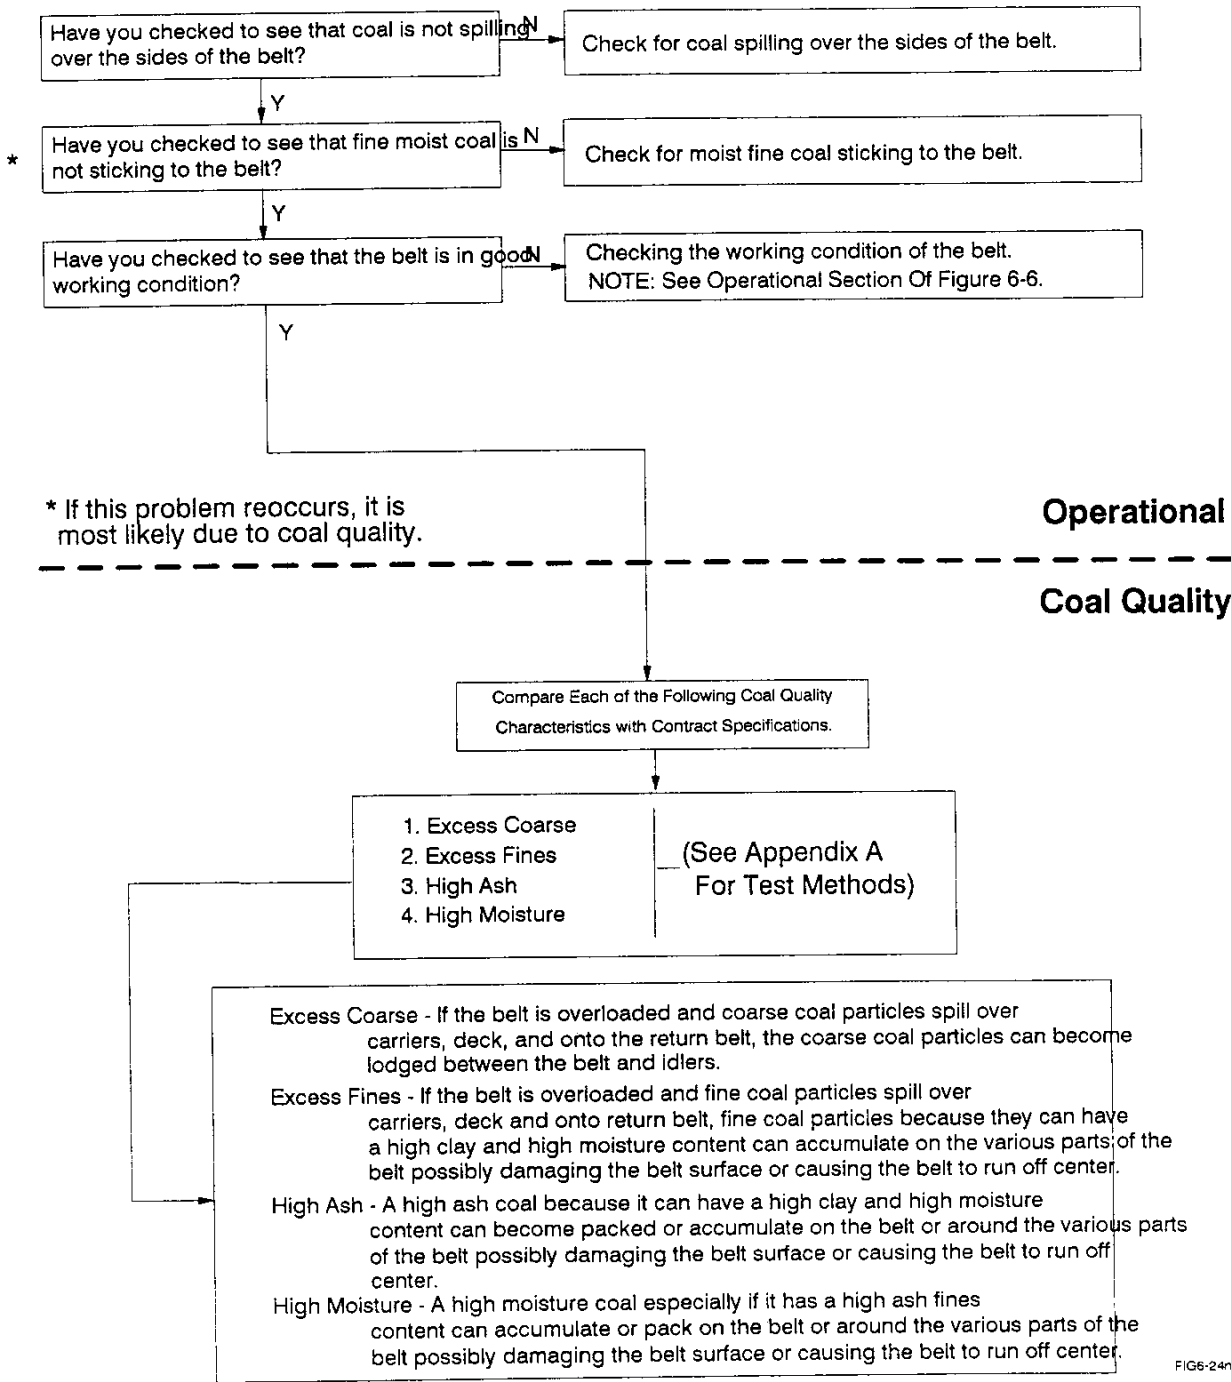 Have you checked to see that coal is not spilling N
over the sides of the belt?
Check for coal spilling over the sides of the belt.
Y
*
Have you checked to see that fine moist coal is N
not sticking to the belt?
Check for moist fine coal sticking to the belt.
Y
Have you checked to see that the belt is in good N
working condition?
Checking the working condition of the belt.
NOTE: See Operational Section Of Figure 6-6.
Y
* If this problem reoccurs, it is
most likely due to coal quality.
Operational
Coal Quality
Compare Each of the Following Coal Quality
Characteristics with Contract Specifications.
1. Excess Coarse
2. Excess Fines
3. High Ash
4. High Moisture
(See Appendix A
For Test Methods)
Excess Coarse - If the belt is overloaded and coarse coal particles spill over
carriers, deck, and onto the return belt, the coarse coal particles can become
lodged between the belt and idlers.
Excess Fines - If the belt is overloaded and fine coal particles spill over
carriers, deck and onto return belt, fine coal particles because they can have
a high clay and high moisture content can accumulate on the various parts of the
belt possibly damaging the belt surface or causing the belt to run off center.
High Ash - A high ash coal because it can have a high clay and high moisture
content can become packed or accumulate on the belt or around the various parts
of the belt possibly damaging the belt surface or causing the belt to run off
center.
High Moisture - A high moisture coal especially if it has a high ash fines
content can accumulate or pack on the belt or around the various parts of the
belt possibly damaging the belt surface or causing the belt to run off center.
FIG6-24n